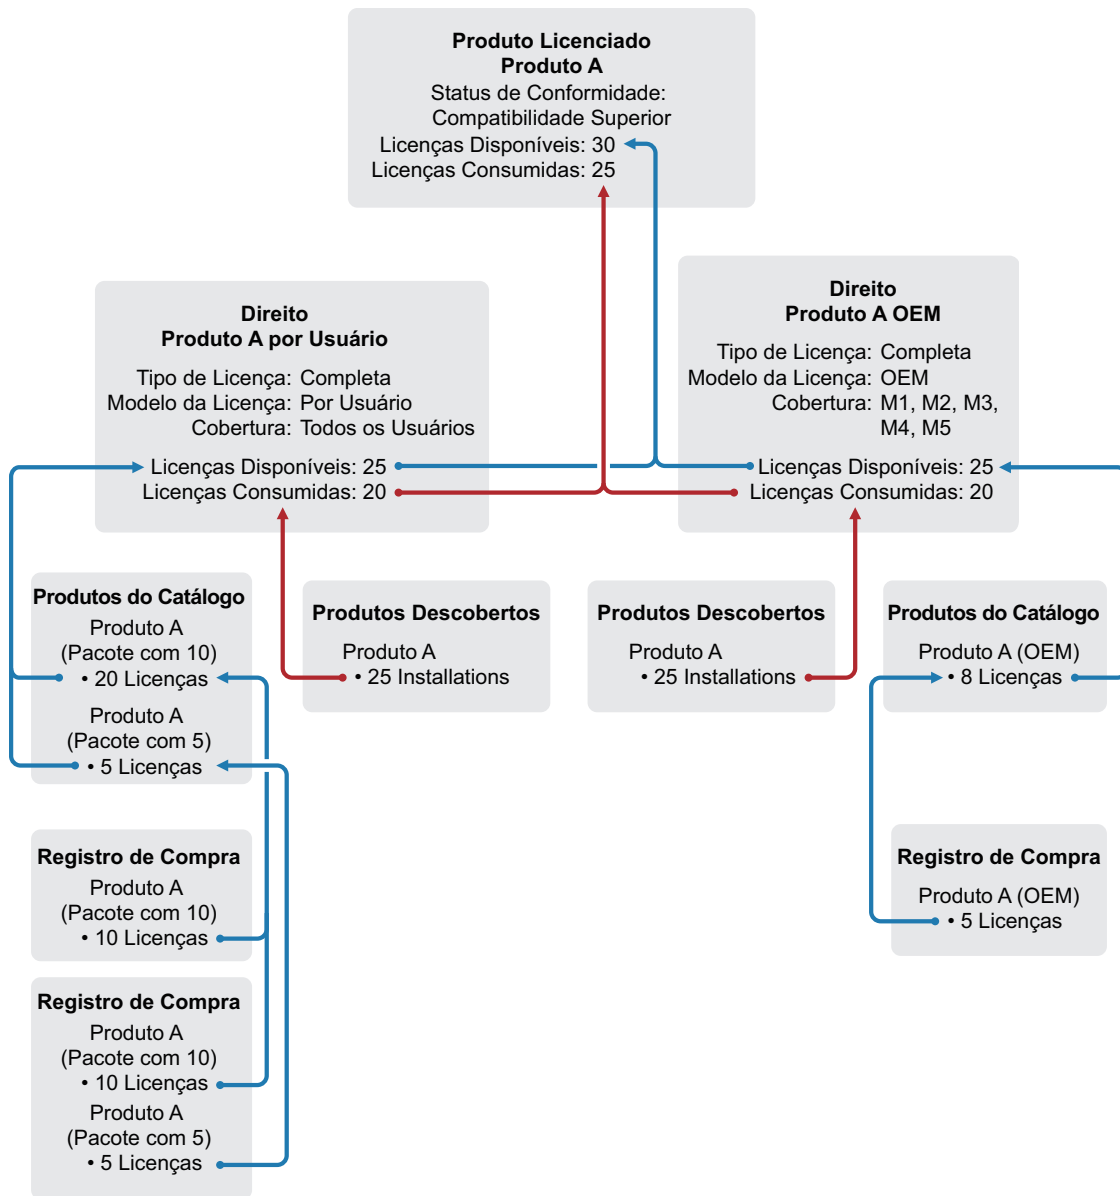 Produto Licenciado
Produto A
Status de Conformidade:
Compatibilidade Superior
Licenças Disponíveis: 30
Licenças Consumidas: 25
Direito
Produto A por Usuário
Tipo de Licença: Completa
Modelo da Licença: Por Usuário
Cobertura: Todos os Usuários
Licenças Disponíveis: 25
Licenças Consumidas: 20
Direito
Produto A OEM
Tipo de Licença: Completa
Modelo da Licença: OEM
Cobertura: M1, M2, M3,
M4, M5
Licenças Disponíveis: 25
Licenças Consumidas: 20
Produtos do Catálogo
Produto A
(Pacote com 10)
• 20 Licenças
Produto A
(Pacote com 5)
• 5 Licenças
Produtos Descobertos
Produto A
• 25 Installations
Produtos Descobertos
Produto A
• 25 Installations
Produtos do Catálogo
Produto A (OEM)
• 8 Licenças
Registro de Compra
Produto A
(Pacote com 10)
• 10 Licenças
Registro de Compra
Produto A (OEM)
• 5 Licenças
Registro de Compra
Produto A
(Pacote com 10)
• 10 Licenças
Produto A
(Pacote com 5)
• 5 Licenças